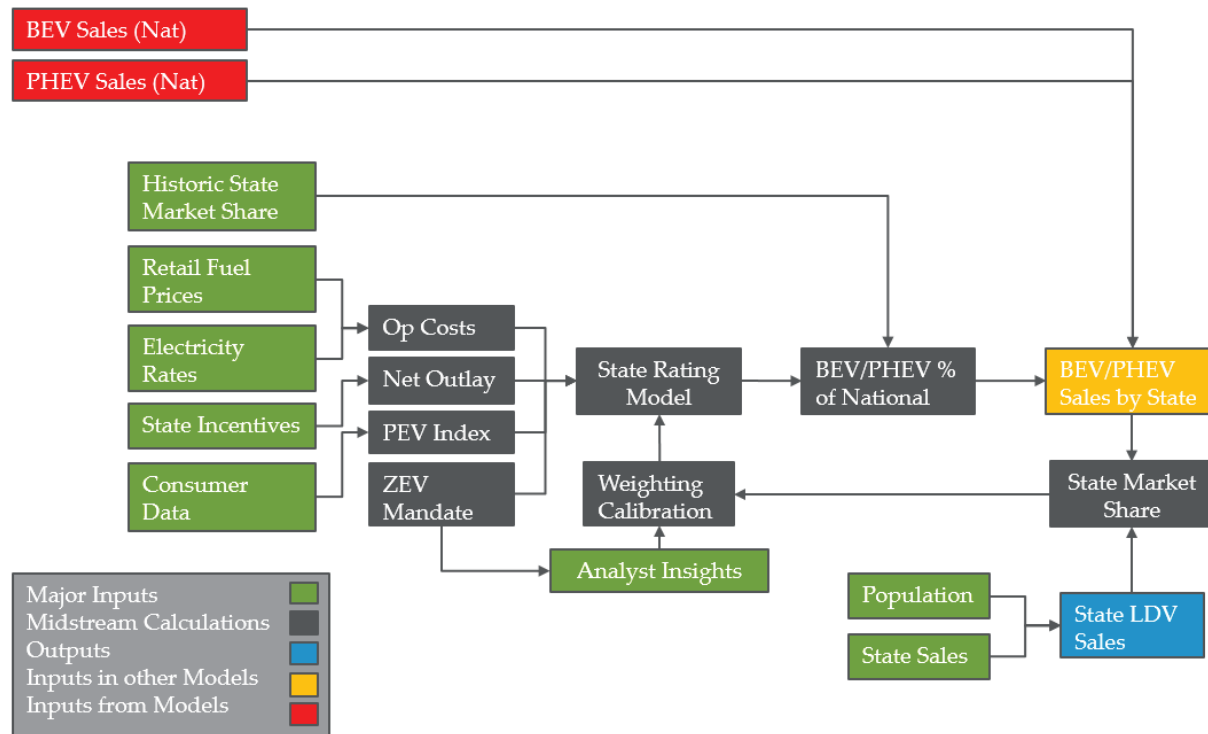 BEV Sales (Nat)
PHEV Sales (Nat)
Historic State
Market Share
Retail Fuel
Prices
Electricity
Rates
State Incentives
Consumer
Data
Op Costs
Net Outlay
PEV Index
ZEV
Mandate
State Rating
Model
Weighting
Calibration
Analyst Insights
BEV/PHEV %
of National
BEV/PHEV
Sales by State
State Market
Share
Population
State Sales
State LDV
Sales
Major Inputs
Midstream Calculations
Outputs
Inputs in other Models
Inputs from Models